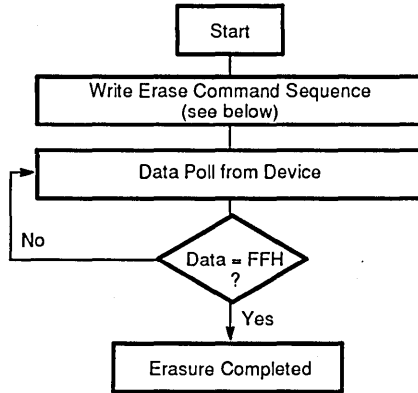 Start
Write Erase Command Sequence
(see below)
Data Poll from Device
No
Data = FFH
?
Yes
Erasure Completed